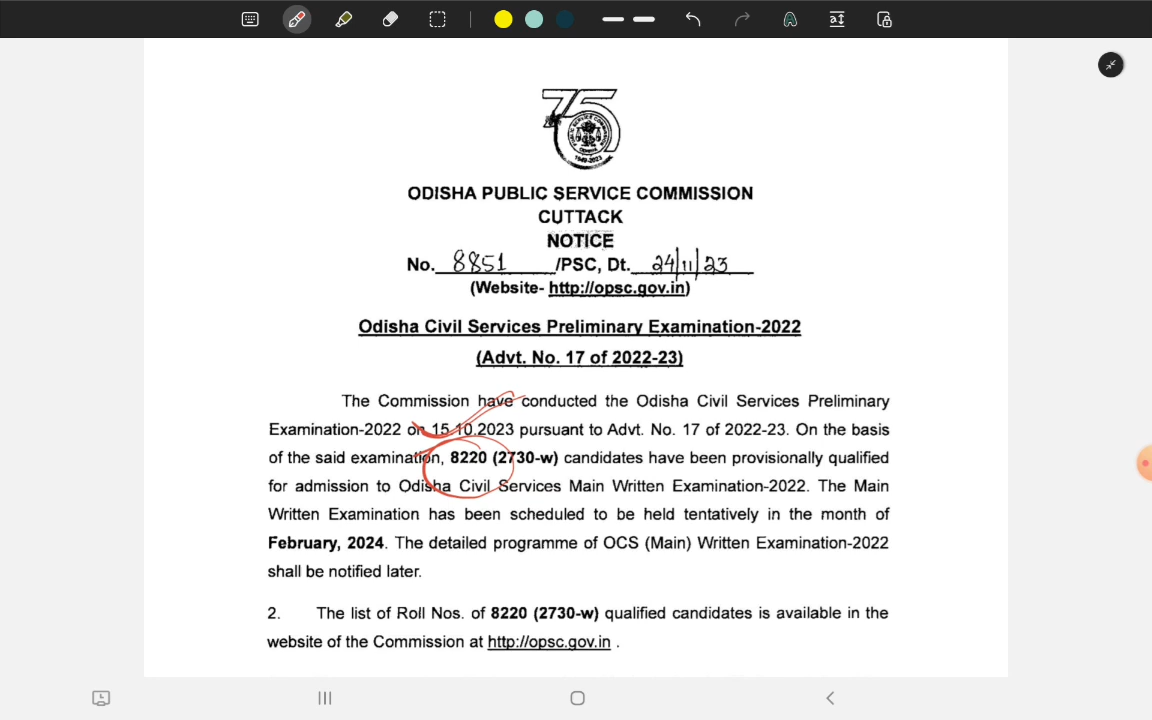 75
1949-2023
ODISHA PUBLIC SERVICE COMMISSION
CUTTACK
NOTICE
No. 8851 /PSC, Dt. 24/11/23
(Website- http://opsc.gov.in)
Odisha Civil Services Preliminary Examination-2022
(Advt. No. 17 of 2022-23)
The Commission have conducted the Odisha Civil Services Preliminary
Examination-2022 on 15.10.2023 pursuant to Advt. No. 17 of 2022-23. On the basis
of the said examination, 8220 (2730-w) candidates have been provisionally qualified
for admission to Odisha Civil Services Main Written Examination-2022. The Main
Written Examination has been scheduled to be held tentatively in the month of
February, 2024. The detailed programme of OCS (Main) Written Examination-2022
shall be notified later.
2. The list of Roll Nos. of 8220 (2730-w) qualified candidates is available in the
website of the Commission at http://opsc.gov.in .